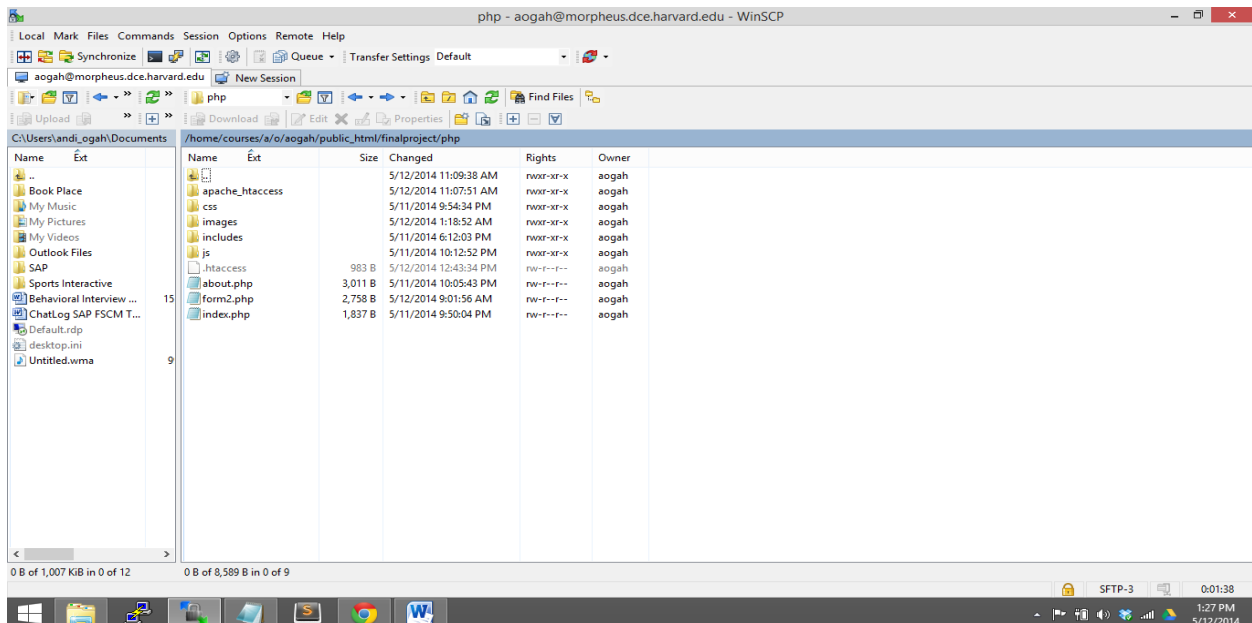 php - aogah@morpheus.dce.harvard.edu - WinSCP
Local Mark Files Commands Session Options Remote Help
Synchronize Queue Transfer Settings Default
aogah@morpheus.dce.harvard.edu New Session
php Find Files
Upload Download Edit Properties
C:\Users\andi_ogah\Documents /home/courses/a/o/aogah/public_html/finalproject/php
Name Ext Name Ext Size Changed Rights Owner
.. .. 5/12/2014 11:09:38 AM rwxr-xr-x aogah
Book Place apache_htaccess 5/12/2014 11:07:51 AM rwxr-xr-x aogah
My Music css 5/11/2014 9:54:34 PM rwxr-xr-x aogah
My Pictures images 5/12/2014 1:18:52 AM rwxr-xr-x aogah
My Videos includes 5/11/2014 6:12:03 PM rwxr-xr-x aogah
Outlook Files js 5/11/2014 10:12:52 PM rwxr-xr-x aogah
SAP .htaccess 983 B 5/12/2014 12:43:34 PM rw-r--r-- aogah
Sports Interactive about.php 3,011 B 5/11/2014 10:05:43 PM rw-r--r-- aogah
Behavioral Interview ... 15 form2.php 2,758 B 5/12/2014 9:01:56 AM rw-r--r-- aogah
ChatLog SAP FSCM T... index.php 1,837 B 5/11/2014 9:50:04 PM rw-r--r-- aogah
Default.rdp
desktop.ini
Untitled.wma 9
0 B of 1,007 KiB in 0 of 12 0 B of 8,589 B in 0 of 9
SFTP-3 0:01:38
1:27 PM
5/12/2014